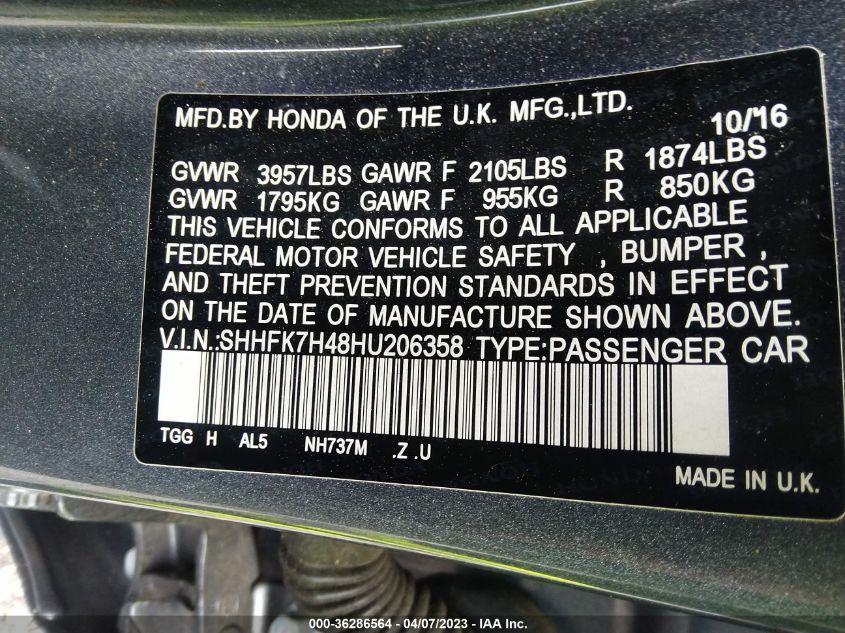 MFD.BY HONDA OF THE U.K. MFG.,LTD. 10/16
GVWR 3957LBS GAWR F 2105LBS R 1874LBS
GVWR 1795KG GAWR F 955KG R 850KG
THIS VEHICLE CONFORMS TO ALL APPLICABLE
FEDERAL MOTOR VEHICLE SAFETY , BUMPER ,
AND THEFT PREVENTION STANDARDS IN EFFECT
ON THE DATE OF MANUFACTURE SHOWN ABOVE.
V.I.N.:SHHFK7H48HU206358 TYPE:PASSENGER CAR
TGG H AL5 NH737M .Z .U
MADE IN U.K.
000-36286564 - 04/07/2023 - IAA Inc.